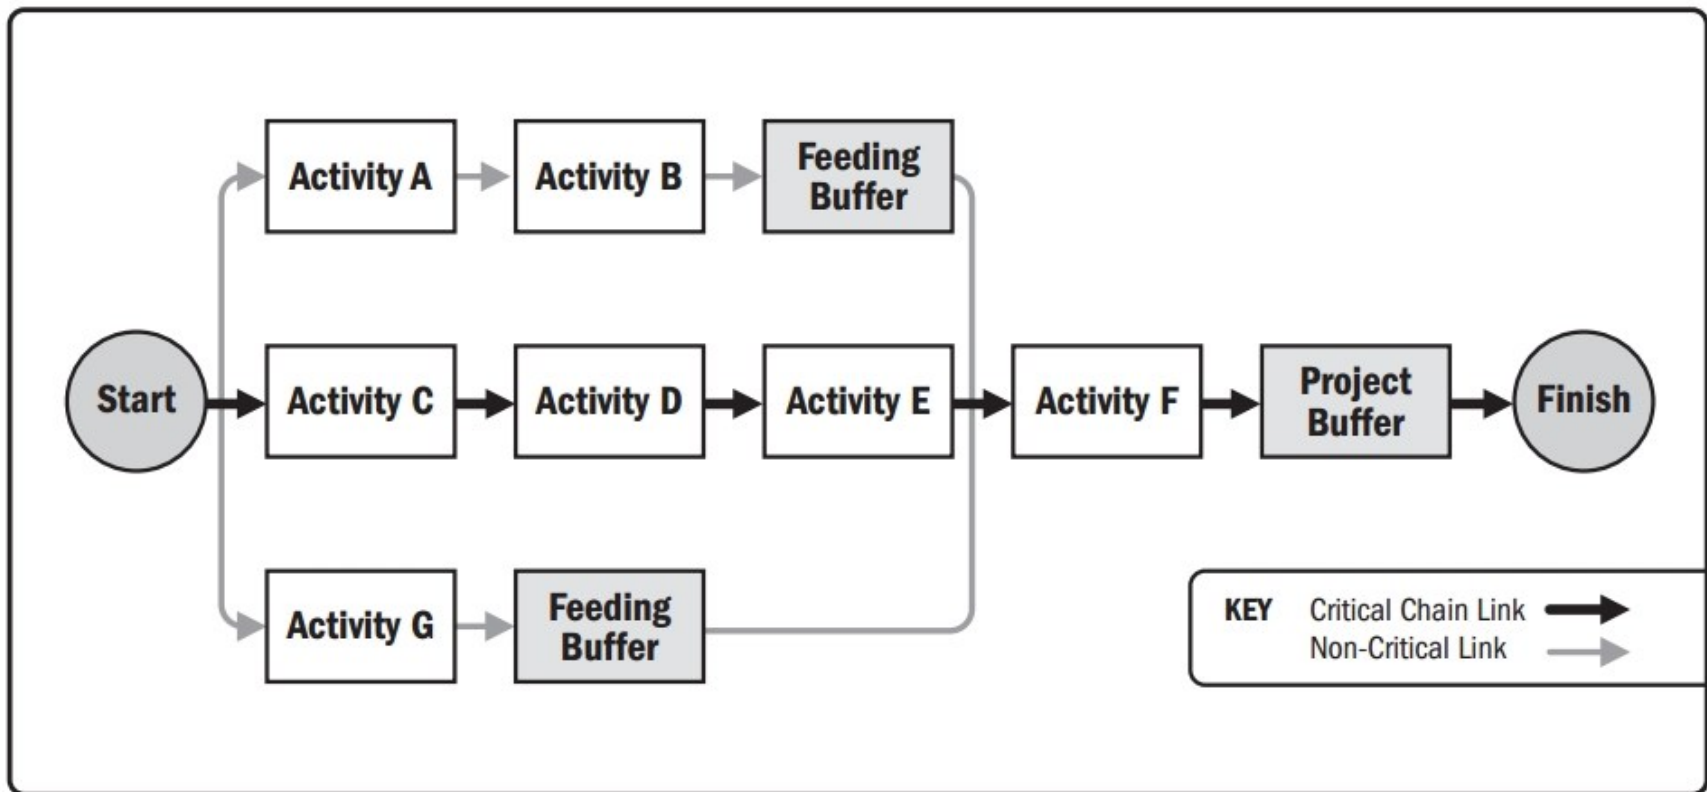 Activity A
Activity B
Feeding
Buffer
Start
Activity C
Activity D
Activity E
Activity F
Project
Buffer
Finish
Activity G
Feeding
Buffer
KEY Critical Chain Link
Non-Critical Link